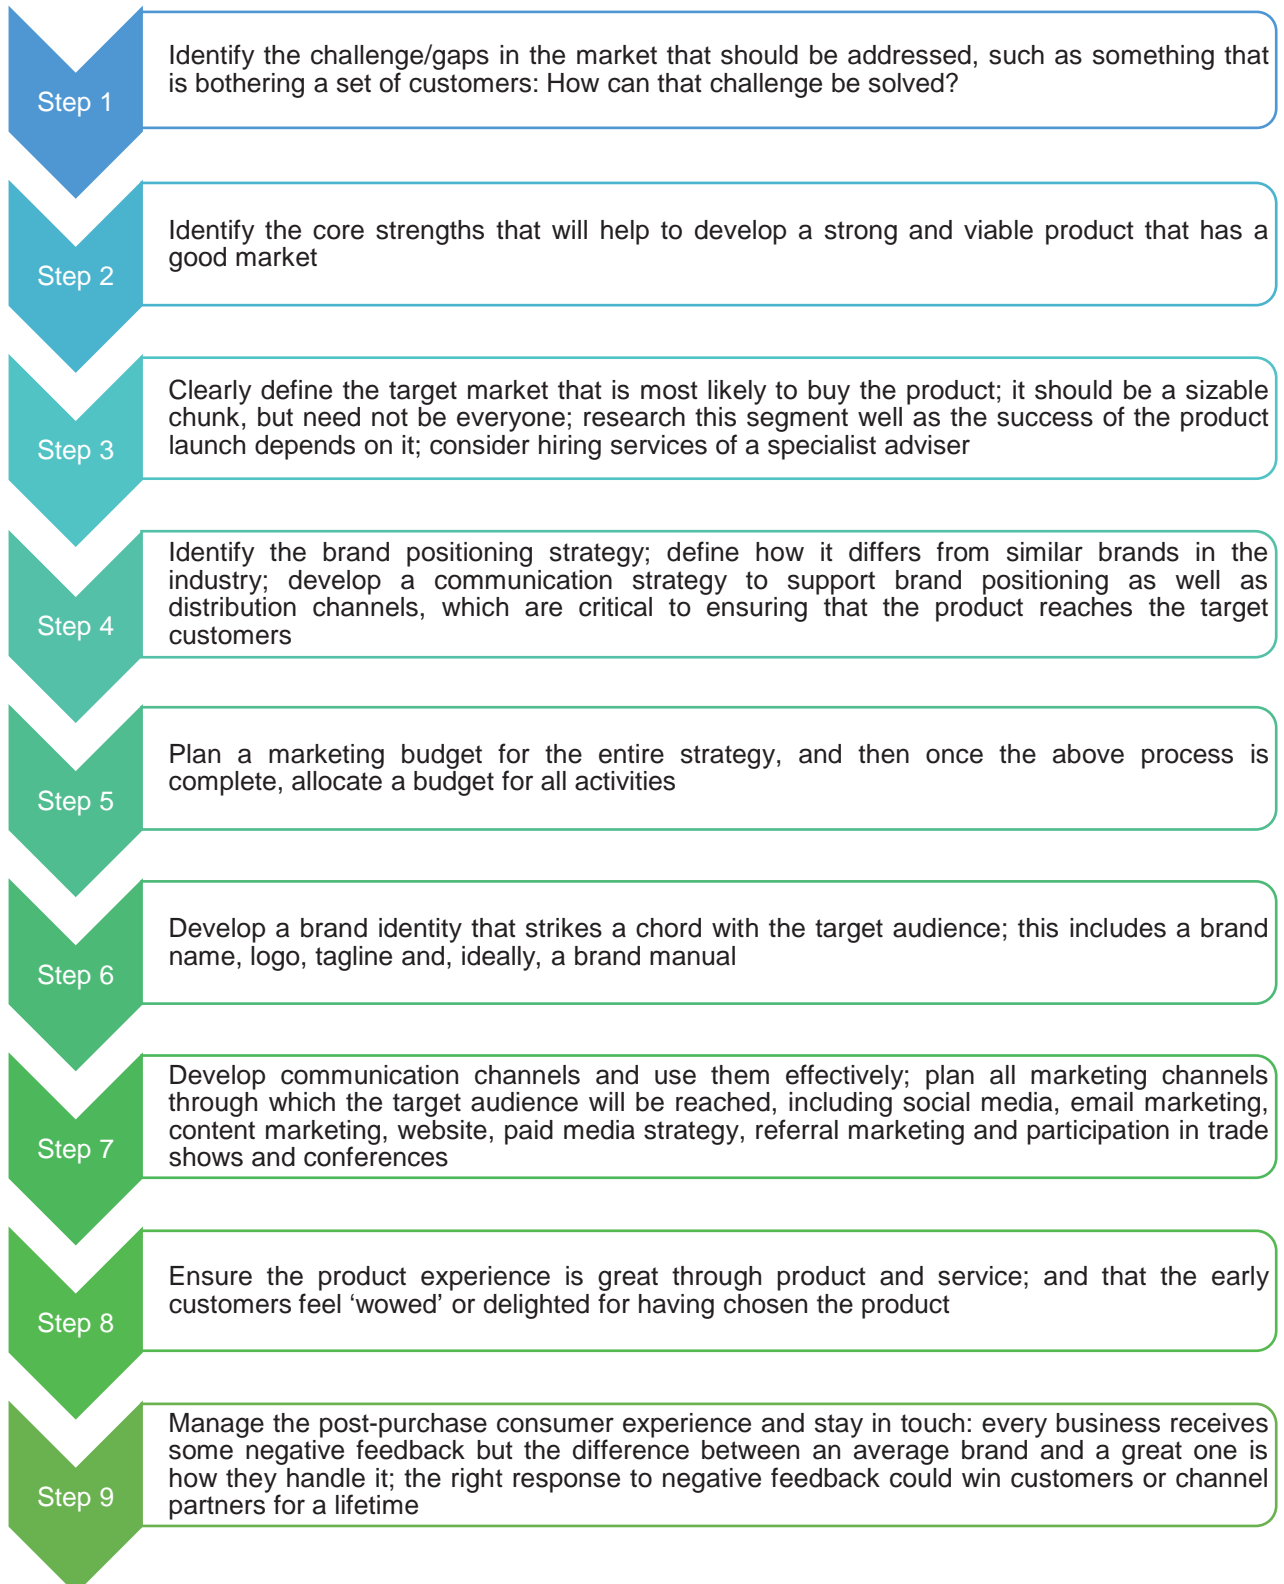 Step 1
Identify the challenge/gaps in the market that should be addressed, such as something that
is bothering a set of customers: How can that challenge be solved?
Step 2
Identify the core strengths that will help to develop a strong and viable product that has a
good market
Step 3
Clearly define the target market that is most likely to buy the product; it should be a sizable
chunk, but need not be everyone; research this segment well as the success of the product
launch depends on it; consider hiring services of a specialist adviser
Step 4
Identify the brand positioning strategy; define how it differs from similar brands in the
industry; develop a communication strategy to support brand positioning as well as
distribution channels, which are critical to ensuring that the product reaches the target
customers
Step 5
Plan a marketing budget for the entire strategy, and then once the above process is
complete, allocate a budget for all activities
Step 6
Develop a brand identity that strikes a chord with the target audience; this includes a brand
name, logo, tagline and, ideally, a brand manual
Step 7
Develop communication channels and use them effectively; plan all marketing channels
through which the target audience will be reached, including social media, email marketing,
content marketing, website, paid media strategy, referral marketing and participation in trade
shows and conferences
Step 8
Ensure the product experience is great through product and service; and that the early
customers feel ‘wowed’ or delighted for having chosen the product
Step 9
Manage the post-purchase consumer experience and stay in touch: every business receives
some negative feedback but the difference between an average brand and a great one is
how they handle it; the right response to negative feedback could win customers or channel
partners for a lifetime